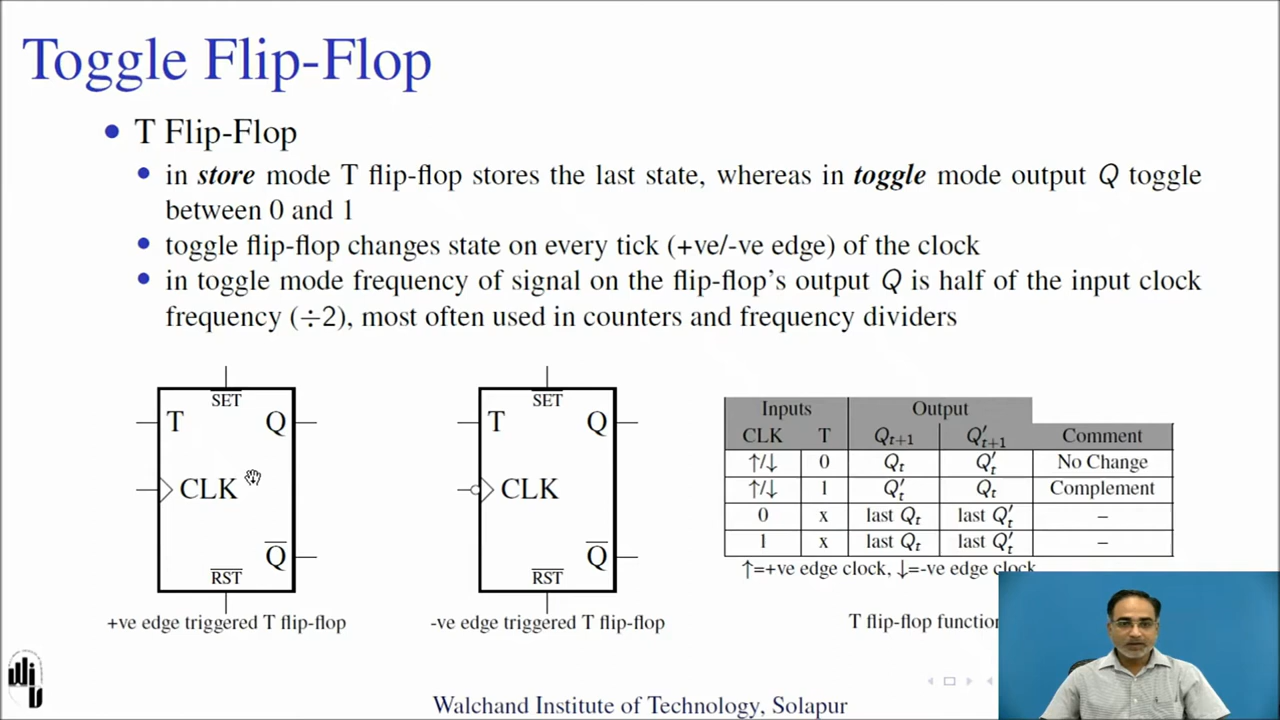 Toggle Flip-Flop
• T Flip-Flop
• in store mode T flip-flop stores the last state, whereas in toggle mode output Q toggle
between 0 and 1
• toggle flip-flop changes state on every tick (+ve/-ve edge) of the clock
• in toggle mode frequency of signal on the flip-flop's output Q is half of the input clock
frequency (÷2), most often used in counters and frequency dividers
S̅E̅T̅
T Q
CLK
Q̅
R̅S̅T̅
+ve edge triggered T flip-flop
S̅E̅T̅
T Q
CLK
Q̅
R̅S̅T̅
-ve edge triggered T flip-flop
Inputs Output
CLK T Qt+1 Q′t+1 Comment
↑/↓ 0 Qt Q′t No Change
↑/↓ 1 Q′t Qt Complement
0 x last Qt last Q′t –
1 x last Qt last Q′t –
↑=+ve edge clock, ↓=-ve edge clock
T flip-flop function
Walchand Institute of Technology, Solapur